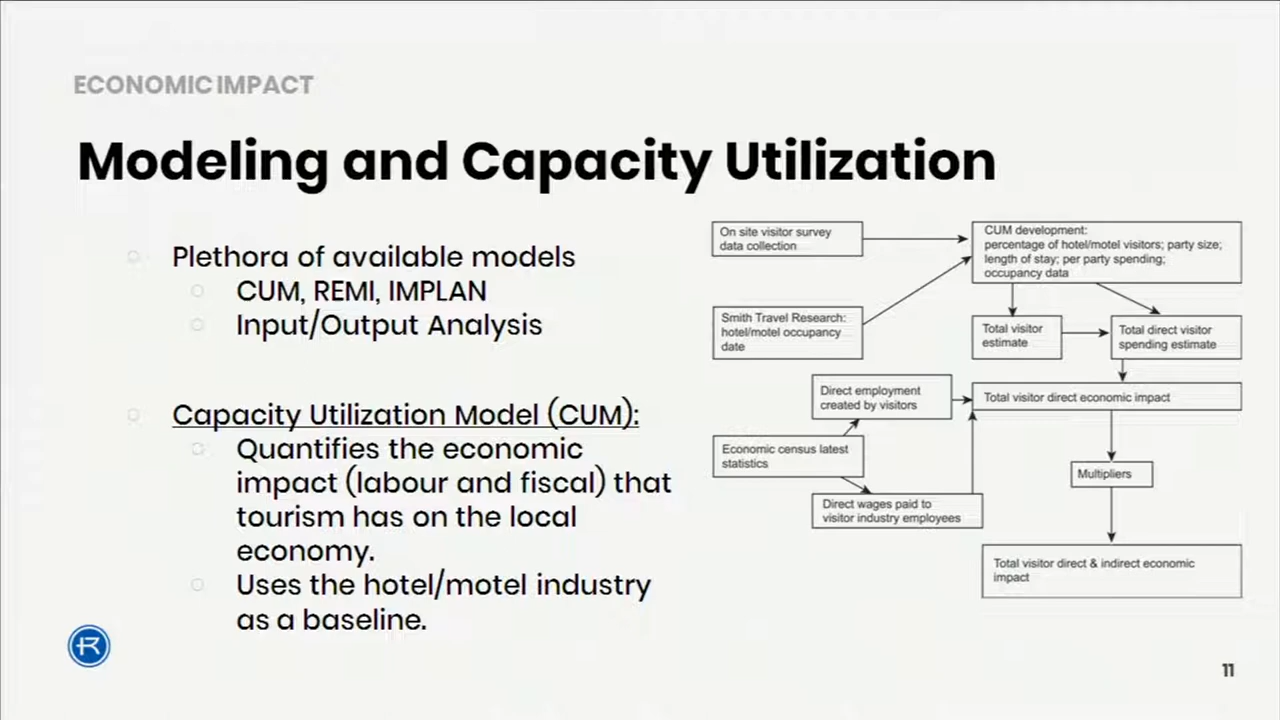 ECONOMIC IMPACT
Modeling and Capacity Utilization
Plethora of available models
CUM, REMI, IMPLAN
Input/Output Analysis
Capacity Utilization Model (CUM):
Quantifies the economic
impact (labour and fiscal) that
tourism has on the local
economy.
Uses the hotel/motel industry
as a baseline.
On site visitor survey
data collection
CUM development:
percentage of hotel/motel visitors; party size;
length of stay; per party spending;
occupancy data
Smith Travel Research:
hotel/motel occupancy
date
Total visitor
estimate
Total direct visitor
spending estimate
Direct employment
created by visitors
Total visitor direct economic impact
Economic census latest
statistics
Multipliers
Direct wages paid to
visitor industry employees
Total visitor direct & indirect economic
impact
R
11